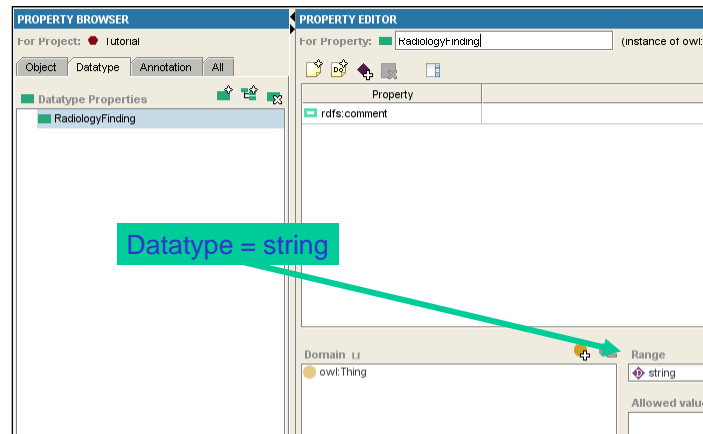 PROPERTY BROWSER
For Project: Tutorial
Object Datatype Annotation All
Datatype Properties
RadiologyFinding
PROPERTY EDITOR
For Property: RadiologyFinding (instance of owl:
Property
rdfs:comment
Datatype = string
Domain ⊔
owl:Thing
Range
string
Allowed valu